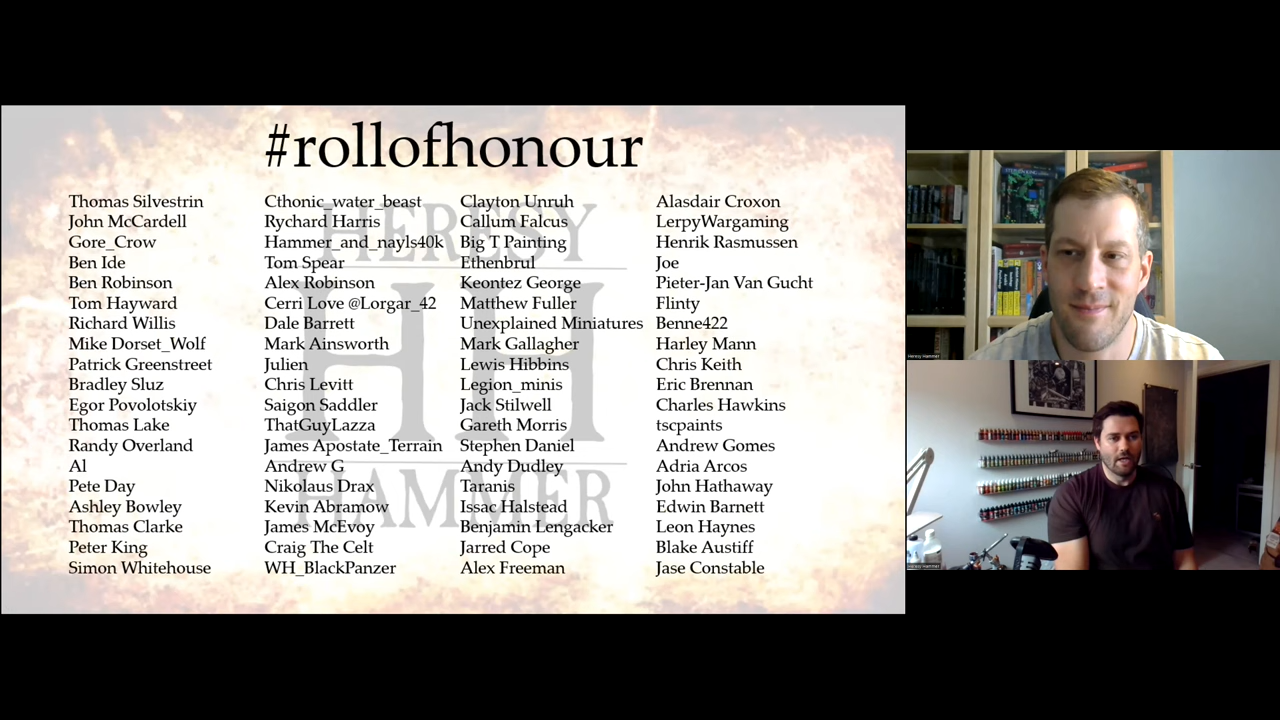 #rollofhonour
Thomas Silvestrin
John McCardell
Gore_Crow
Ben Ide
Ben Robinson
Tom Hayward
Richard Willis
Mike Dorset_Wolf
Patrick Greenstreet
Bradley Sluz
Egor Povolotskiy
Thomas Lake
Randy Overland
Al
Pete Day
Ashley Bowley
Thomas Clarke
Peter King
Simon Whitehouse
Cthonic_water_beast
Rychard Harris
Hammer_and_nayls40k
Tom Spear
Alex Robinson
Cerri Love @Lorgar_42
Dale Barrett
Mark Ainsworth
Julien
Chris Levitt
Saigon Saddler
ThatGuyLazza
James Apostate_Terrain
Andrew G
Nikolaus Drax
Kevin Abramow
James McEvoy
Craig The Celt
WH_BlackPanzer
Clayton Unruh
Callum Falcus
Big T Painting
Ethenbrul
Keontez George
Matthew Fuller
Unexplained Miniatures
Mark Gallagher
Lewis Hibbins
Legion_minis
Jack Stilwell
Gareth Morris
Stephen Daniel
Andy Dudley
Taranis
Issac Halstead
Benjamin Lengacker
Jarred Cope
Alex Freeman
Alasdair Croxon
LerpyWargaming
Henrik Rasmussen
Joe
Pieter-Jan Van Gucht
Flinty
Benne422
Harley Mann
Chris Keith
Eric Brennan
Charles Hawkins
tscpaints
Andrew Gomes
Adria Arcos
John Hathaway
Edwin Barnett
Leon Haynes
Blake Austiff
Jase Constable
HERESY
HH
HAMMER
Heresy Hammer
Heresy Hammer